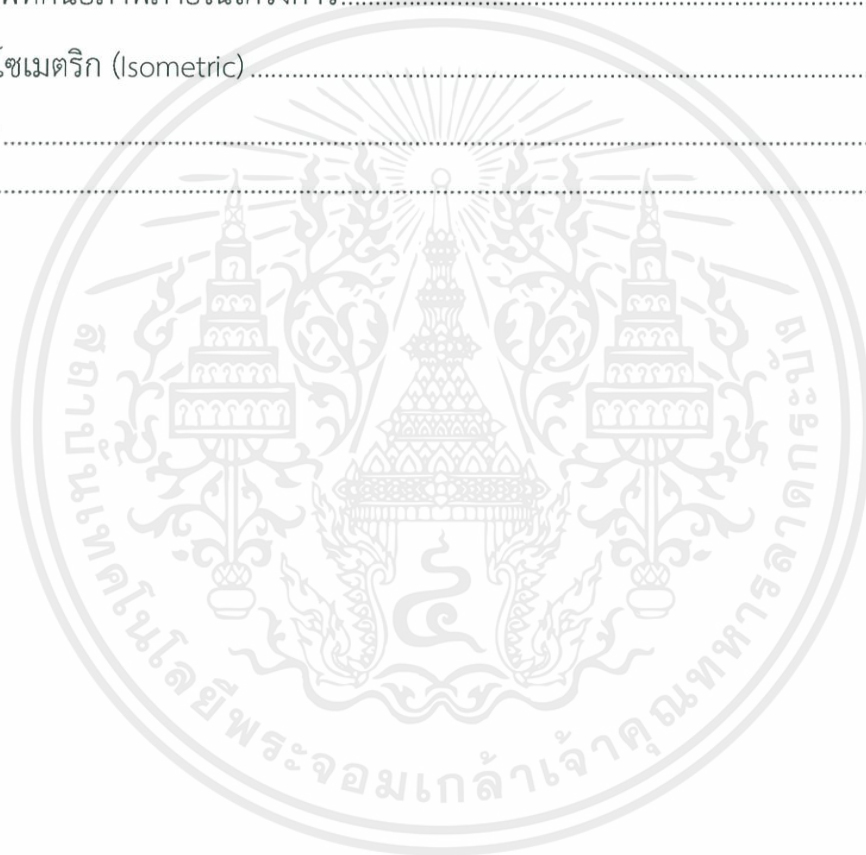 ไซเมตริก (Isometric)
สถาบันเทคโนโลยีพระจอมเกล้าเจ้าคุณทหารลาดกระบัง